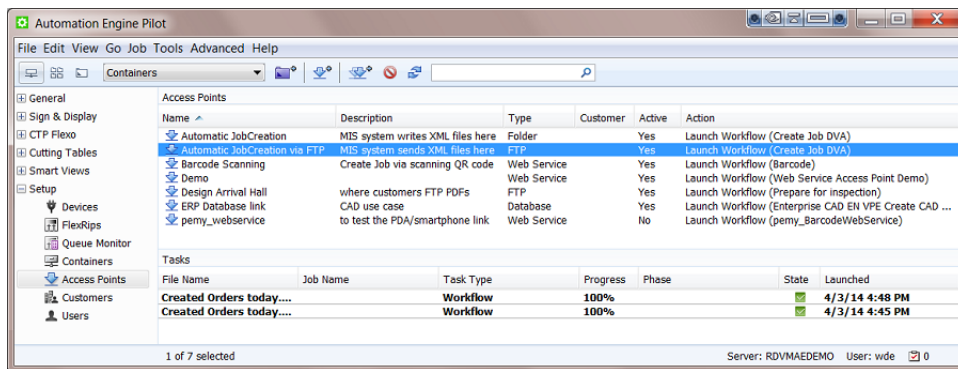 Automation Engine Pilot
File Edit View Go Job Tools Advanced Help
Containers
General
Sign & Display
CTP Flexo
Cutting Tables
Smart Views
Setup
Devices
FlexRips
Queue Monitor
Containers
Access Points
Customers
Users
Access Points
Name Description Type Customer Active Action
Automatic JobCreation MIS system writes XML files here Folder Yes Launch Workflow (Create Job DVA)
Automatic JobCreation via FTP MIS system sends XML files here FTP Yes Launch Workflow (Create Job DVA)
Barcode Scanning Create Job via scanning QR code Web Service Yes Launch Workflow (Barcode)
Demo Web Service Yes Launch Workflow (Web Service Access Point Demo)
Design Arrival Hall where customers FTP PDFs FTP Yes Launch Workflow (Prepare for inspection)
ERP Database link CAD use case Database Yes Launch Workflow (Enterprise CAD EN VPE Create CAD ...
pemy_webservice to test the PDA/smartphone link Web Service No Launch Workflow (pemy_BarcodeWebService)
Tasks
File Name Job Name Task Type Progress Phase State Launched
Created Orders today.... Workflow 100% 4/3/14 4:48 PM
Created Orders today.... Workflow 100% 4/3/14 4:45 PM
1 of 7 selected Server: RDVMAEDEMO User: wde 0